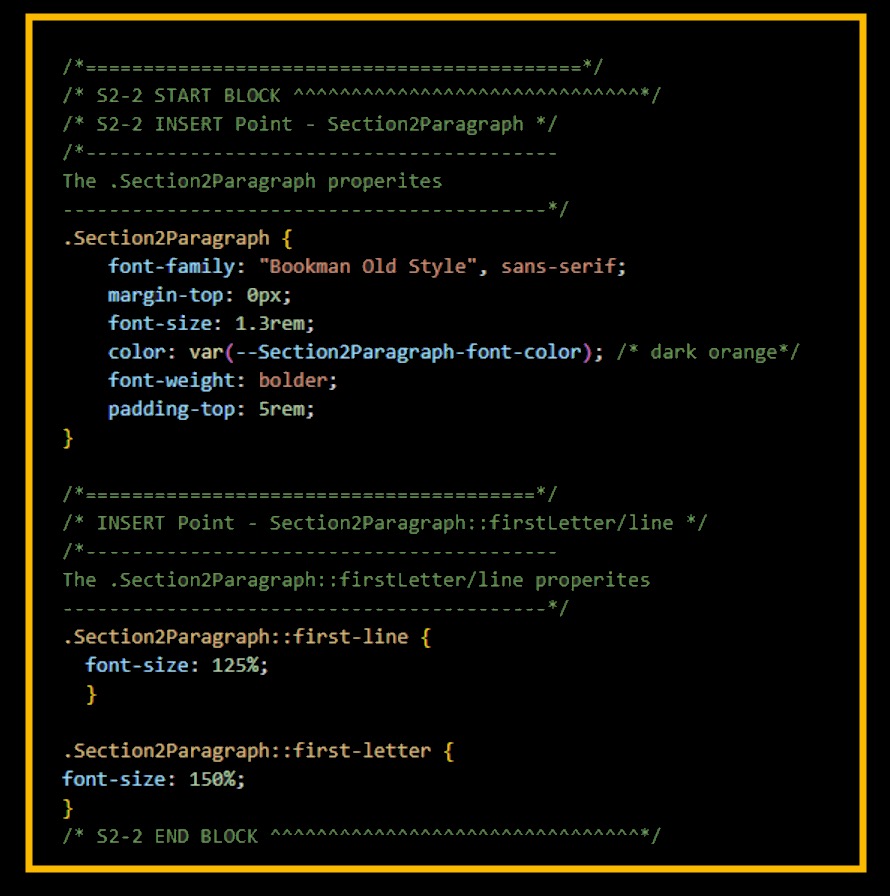 /*===========================================*/
/* S2-2 START BLOCK ^^^^^^^^^^^^^^^^^^^^^^^^^^^^^^*/
/* S2-2 INSERT Point - Section2Paragraph */
/*-----------------------------------------
The .Section2Paragraph properites
------------------------------------------*/
.Section2Paragraph {
    font-family: "Bookman Old Style", sans-serif;
    margin-top: 0px;
    font-size: 1.3rem;
    color: var(--Section2Paragraph-font-color); /* dark orange*/
    font-weight: bolder;
    padding-top: 5rem;
}
/*=======================================*/
/* INSERT Point - Section2Paragraph::firstLetter/line */
/*-----------------------------------------
The .Section2Paragraph::firstLetter/line properites
------------------------------------------*/
.Section2Paragraph::first-line {
  font-size: 125%;
  }
.Section2Paragraph::first-letter {
font-size: 150%;
}
/* S2-2 END BLOCK ^^^^^^^^^^^^^^^^^^^^^^^^^^^^^^^^*/